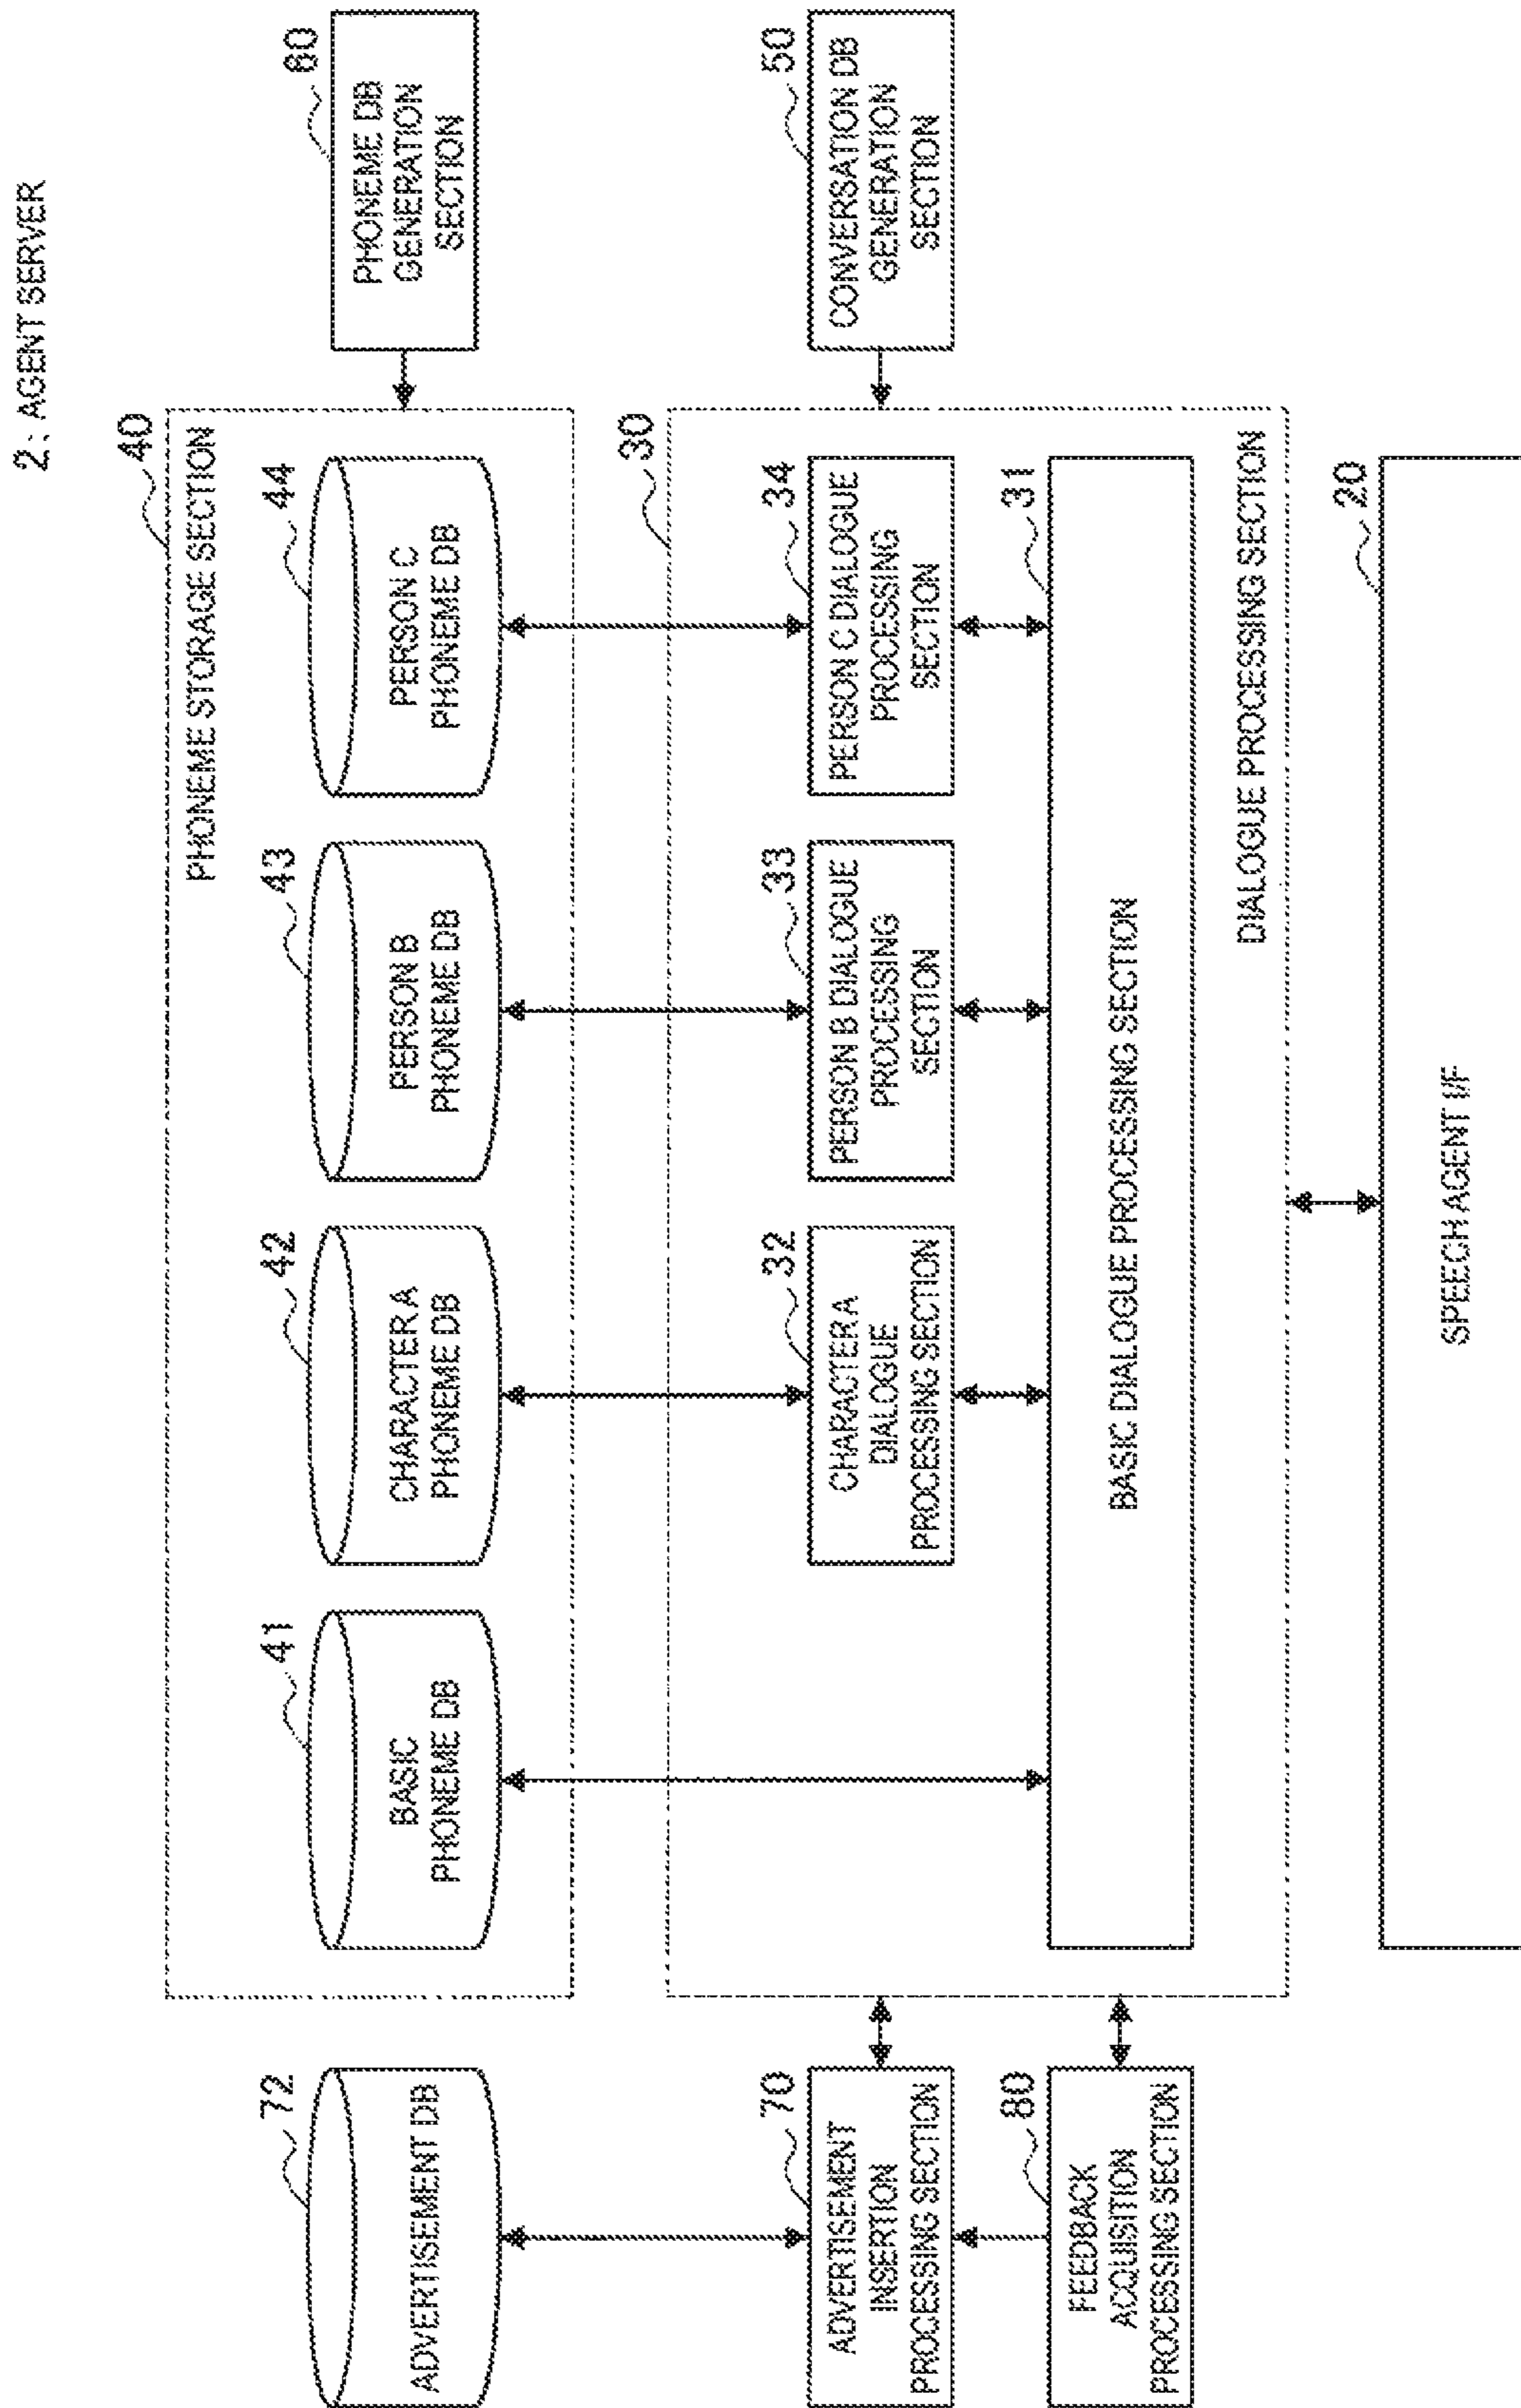 2: AGENT SERVER
40
PHONEME STORAGE SECTION
72
ADVERTISEMENT DB
41
BASIC
PHONEME DB
42
CHARACTER A
PHONEME DB
43
PERSON B
PHONEME DB
44
PERSON C
PHONEME DB
60
PHONEME DB
GENERATION
SECTION
30
70
ADVERTISEMENT
INSERTION
PROCESSING SECTION
32
CHARACTER A
DIALOGUE
PROCESSING SECTION
33
PERSON B DIALOGUE
PROCESSING
SECTION
34
PERSON C DIALOGUE
PROCESSING
SECTION
50
CONVERSATION DB
GENERATION
SECTION
80
FEEDBACK
ACQUISITION
PROCESSING SECTION
31
BASIC DIALOGUE PROCESSING SECTION
DIALOGUE PROCESSING SECTION
20
SPEECH AGENT I/F